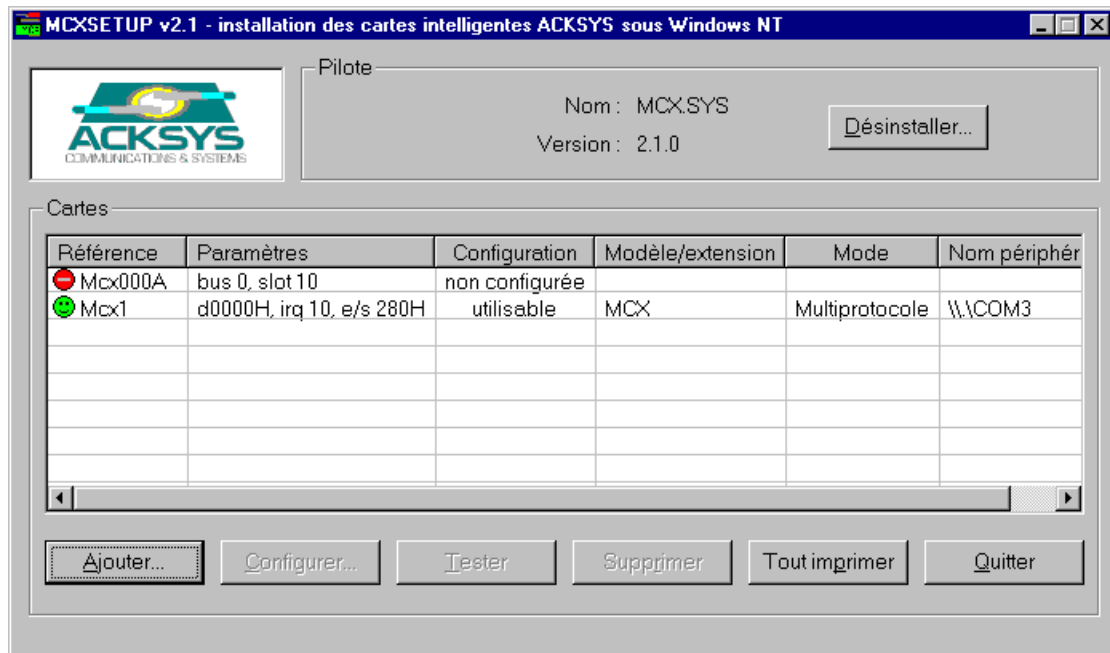 MCXSETUP v2.1 - installation des cartes intelligentes ACKSYS sous Windows NT
ACKSYS
COMMUNICATIONS & SYSTEMS
Pilote
Nom : MCX.SYS
Version : 2.1.0
Désinstaller...
Cartes
Référence Paramètres Configuration Modèle/extension Mode Nom périphér
Mcx000A bus 0, slot 10 non configurée
Mcx1 d0000H, irq 10, e/s 280H utilisable MCX Multiprotocole \\.\COM3
Ajouter... Configurer... Tester Supprimer Tout imprimer Quitter